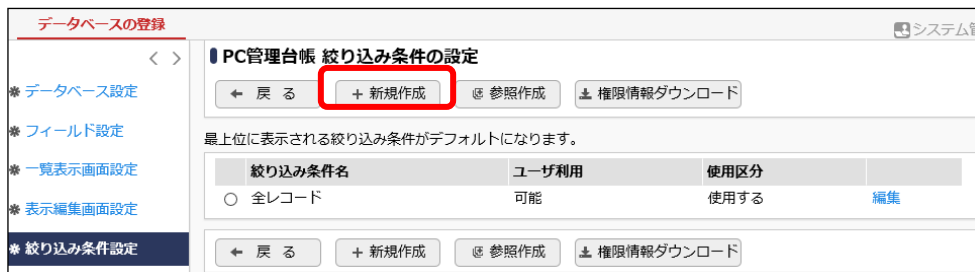 データベースの登録
システム管
< >
PC管理台帳 絞り込み条件の設定
データベース設定
← 戻 る + 新規作成 参照作成 権限情報ダウンロード
フィールド設定
最上位に表示される絞り込み条件がデフォルトになります。
一覧表示画面設定
絞り込み条件名 ユーザ利用 使用区分
全レコード 可能 使用する 編集
表示編集画面設定
絞り込み条件設定
← 戻 る + 新規作成 参照作成 権限情報ダウンロード